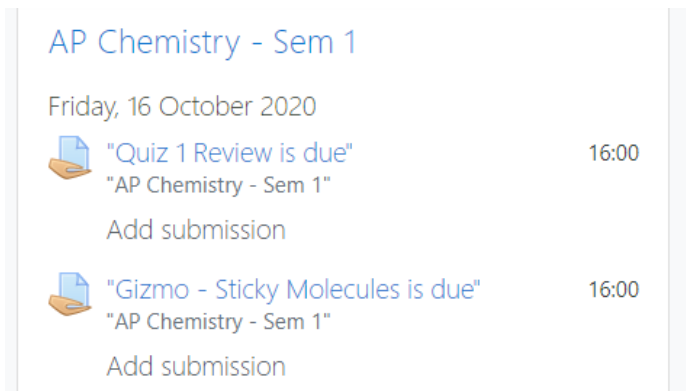 AP Chemistry - Sem 1
Friday, 16 October 2020
"Quiz 1 Review is due" 16:00
"AP Chemistry - Sem 1"
Add submission
"Gizmo - Sticky Molecules is due" 16:00
"AP Chemistry - Sem 1"
Add submission